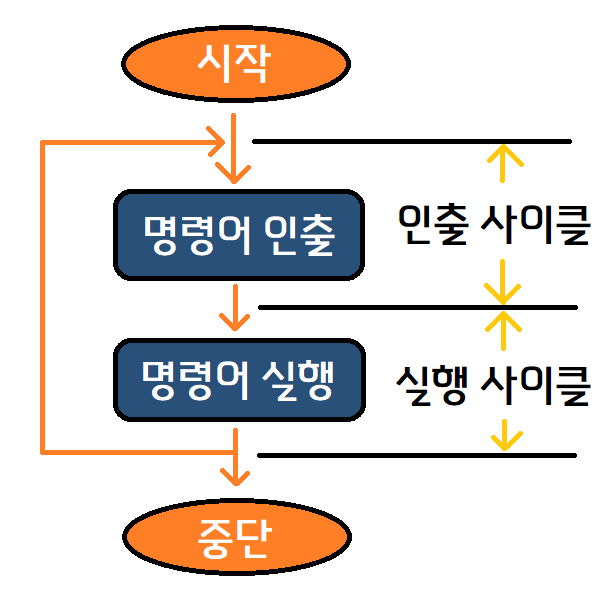 시작
명령어 인출
인출 사이클
명령어 실행
실행 사이클
중단